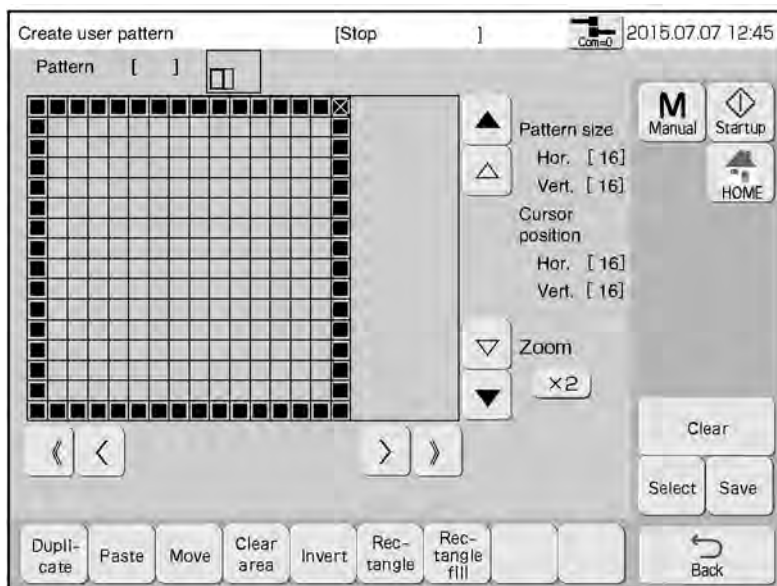 Create user pattern [Stop ] Com=0 2015.07.07 12:45
Pattern [ ]
M
Manual
Startup
HOME
Pattern size
Hor. [ 16]
Vert. [ 16]
Cursor
position
Hor. [ 16]
Vert. [ 16]
Zoom
×2
Clear
Select
Save
Dupli-
cate
Paste
Move
Clear
area
Invert
Rec-
tangle
Rec-
tangle
fill
Back